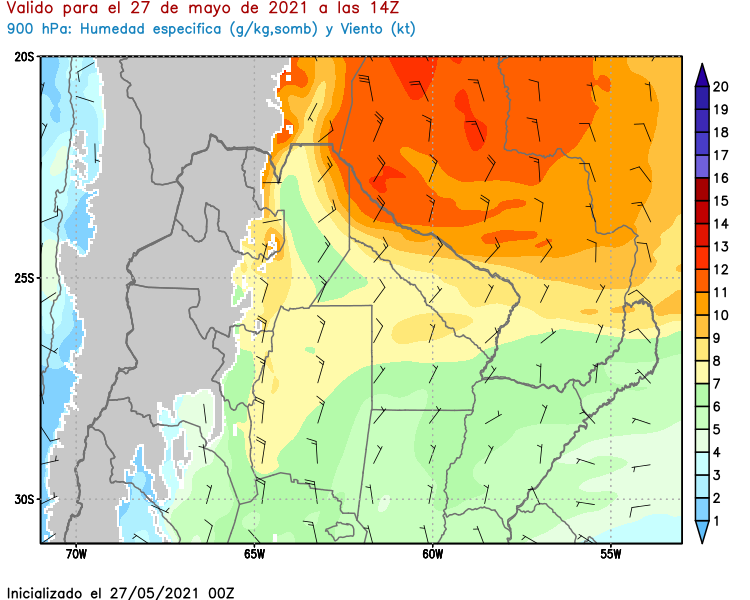 Valido para el 27 de mayo de 2021 a las 14Z
900 hPa: Humedad especifica (g/kg,somb) y Viento (kt)
20S
25S
30S
70W
65W
60W
55W
20
19
18
17
16
15
14
13
12
11
10
9
8
7
6
5
4
3
2
1
Inicializado el 27/05/2021 00Z